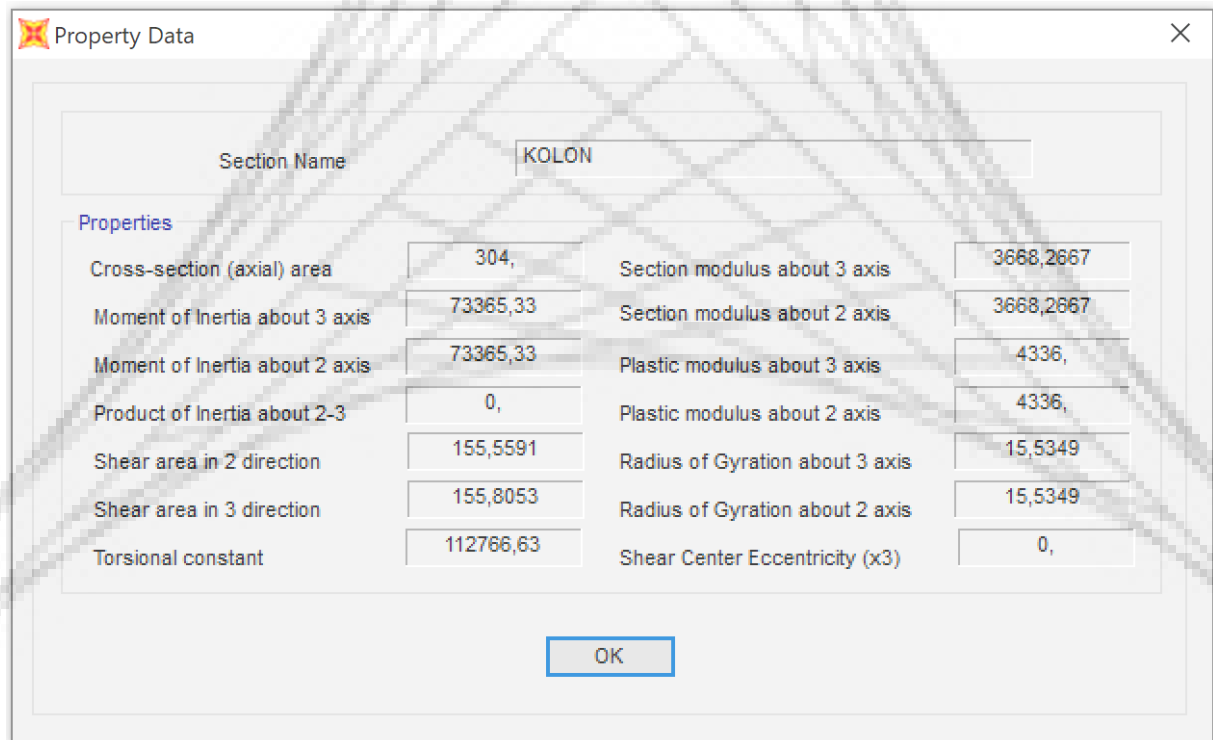 Property Data
Section Name KOLON
Properties
Cross-section (axial) area 304, Section modulus about 3 axis 3668,2667
Moment of Inertia about 3 axis 73365,33 Section modulus about 2 axis 3668,2667
Moment of Inertia about 2 axis 73365,33 Plastic modulus about 3 axis 4336,
Product of Inertia about 2-3 0, Plastic modulus about 2 axis 4336,
Shear area in 2 direction 155,5591 Radius of Gyration about 3 axis 15,5349
Shear area in 3 direction 155,8053 Radius of Gyration about 2 axis 15,5349
Torsional constant 112766,63 Shear Center Eccentricity (x3) 0,
OK